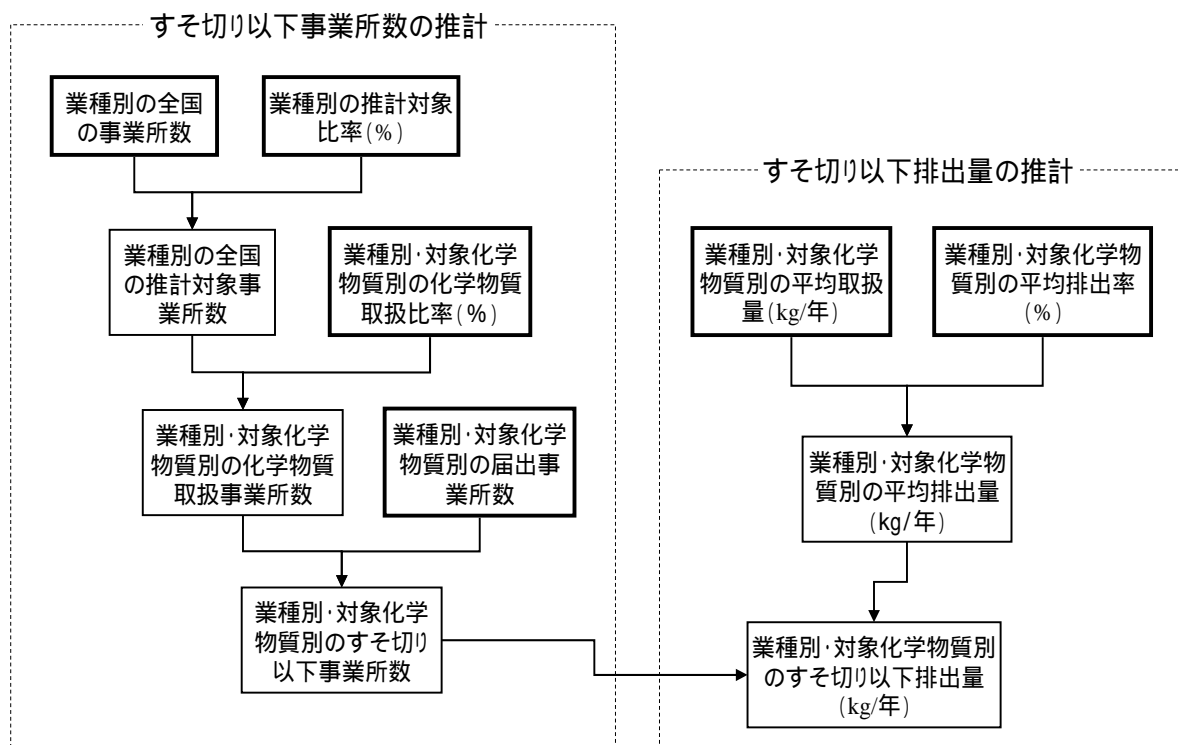 すそ切り以下事業所数の推計
業種別の全国
の事業所数
業種別の推計対象
比率(%)
業種別の全国
の推計対象事
業所数
業種別・対象化学
物質別の化学物質
取扱比率(%)
業種別・対象化学
物質別の化学物質
取扱事業所数
業種別・対象化学
物質別の届出事
業所数
業種別・対象化学
物質別のすそ切り
以下事業所数
すそ切り以下排出量の推計
業種別・対象化学
物質別の平均取扱
量(kg/年)
業種別・対象化学物
質別の平均排出率
(%)
業種別・対象化学物
質別の平均排出量
(kg/年)
業種別・対象化学物質別
のすそ切り以下排出量
(kg/年)